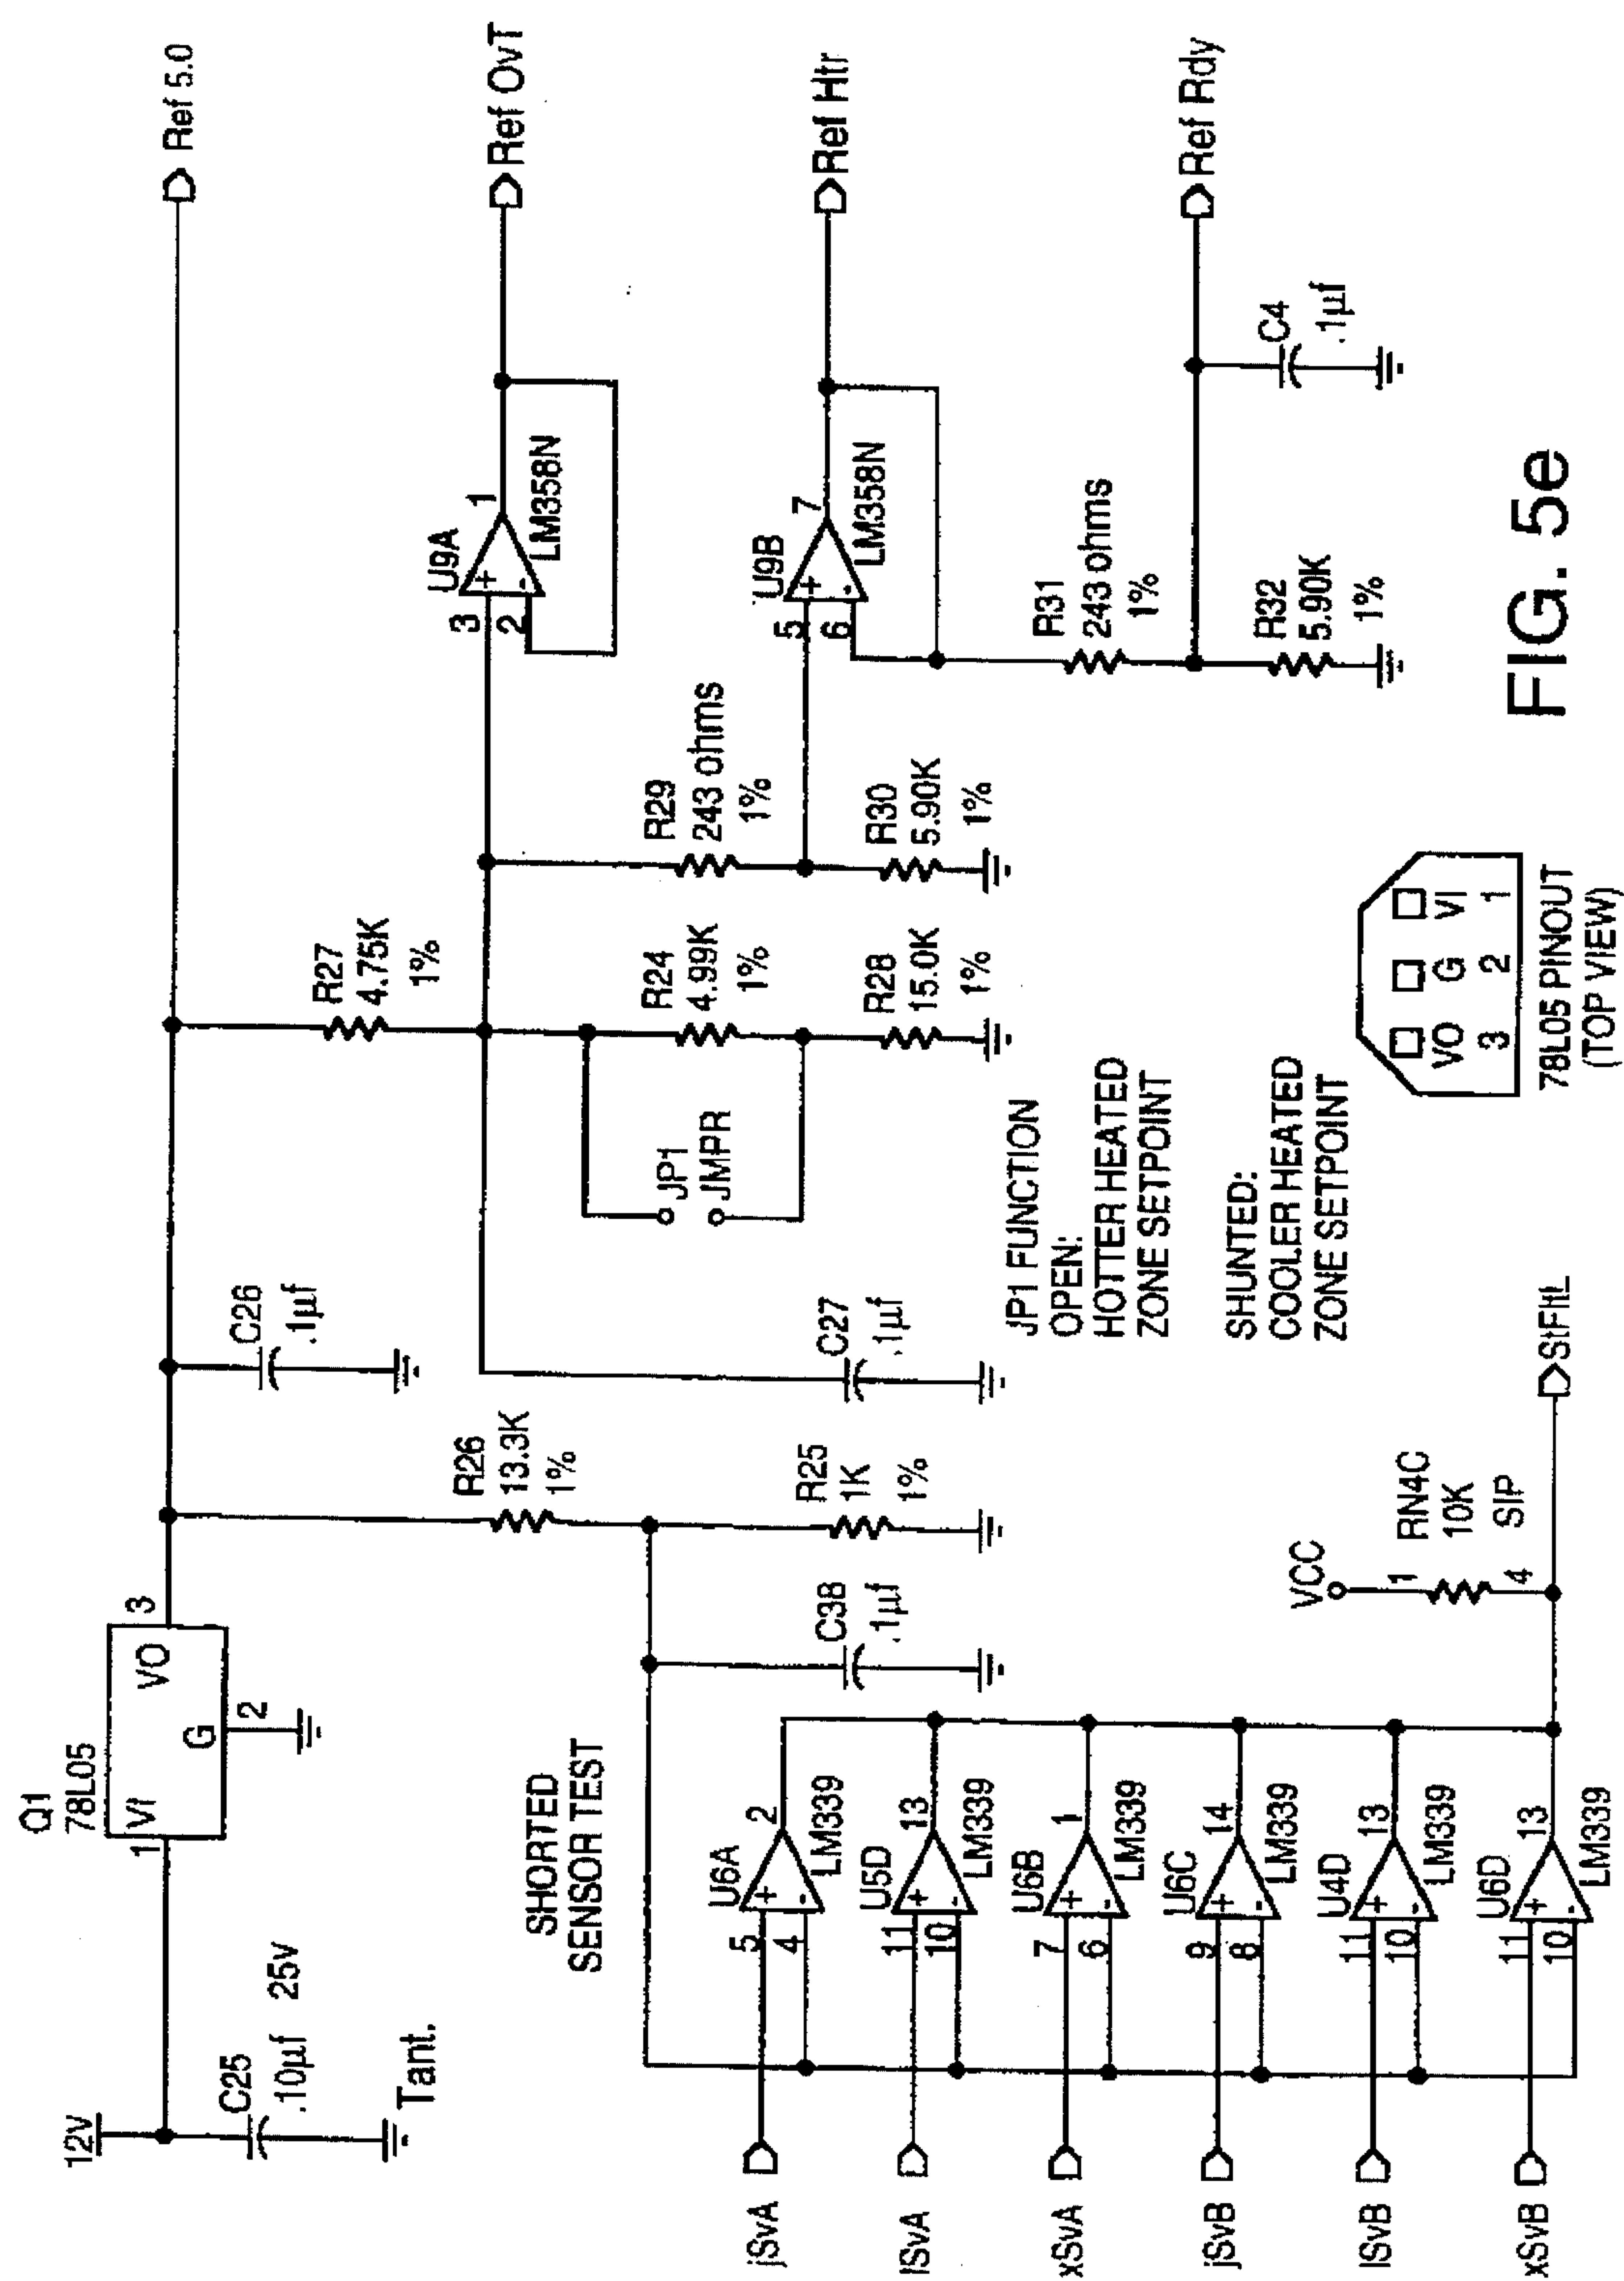 12V
C25
.10µf 25v
Tant.
Q1
78L05
1
VI
VO
3
G
2
C26
.1µf
Ref 5.0
R26
13.3K
1%
R25
1K
1%
C38
.1µf
SHORTED
SENSOR TEST
R27
4.75K
1%
R24
4.99K
1%
R28
15.0K
1%
JP1
JMPR
C27
.1µf
R29
243 ohms
1%
R30
5.90K
1%
U9A
3
+
2
-
1
LM358N
Ref OvT
U9B
5
+
6
-
7
LM358N
Ref Htr
R31
243 ohms
1%
R32
5.90K
1%
C4
.1µf
Ref Rdy
JP1 FUNCTION
OPEN:
HOTTER HEATED
ZONE SETPOINT
SHUNTED:
COOLER HEATED
ZONE SETPOINT
jSvA
5
+
4
-
U6A
2
LM339
lSvA
11
+
10
-
U5D
13
LM339
xSvA
7
+
6
-
U6B
1
LM339
jSvB
9
+
8
-
U6C
14
LM339
lSvB
11
+
10
-
U4D
13
LM339
xSvB
11
+
10
-
U6D
13
LM339
VCC
1
RN4C
10K
SIP
4
StFltL
VO G VI
3 2 1
78L05 PINOUT
(TOP VIEW)
FIG. 5e